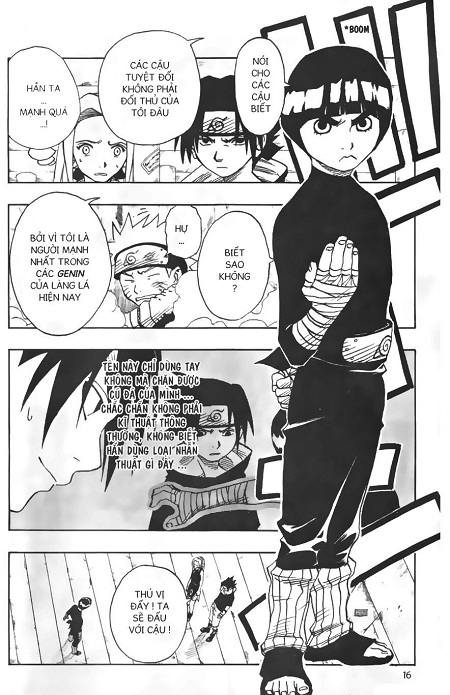 *BOOM
NÓI
CHO
CÁC
CẬU
BIẾT
CÁC CẬU
TUYỆT ĐỐI
KHÔNG PHẢI
ĐỐI THỦ CỦA
TÔI ĐÂU
HẮN TA
...
MẠNH QUÁ
...!
BIẾT
SAO KHÔNG
?
HỰ
...
BỞI VÌ TÔI LÀ
NGƯỜI MẠNH
NHẤT TRONG
CÁC GENIN
CỦA LÀNG LÁ
HIỆN NAY
TÊN NÀY CHỈ DÙNG TAY
KHÔNG MÀ CHẶN ĐƯỢC
CÚ ĐÁ CỦA MÌNH ...
CHẮC CHẮN KHÔNG PHẢI
KĨ THUẬT THÔNG
THƯỜNG, KHÔNG BIẾT
HẮN DÙNG LOẠI NHẪN
THUẬT GÌ ĐÂY ...
THÚ VỊ
ĐẤY ! TA
SẼ ĐẤU
VỚI CẬU !
16